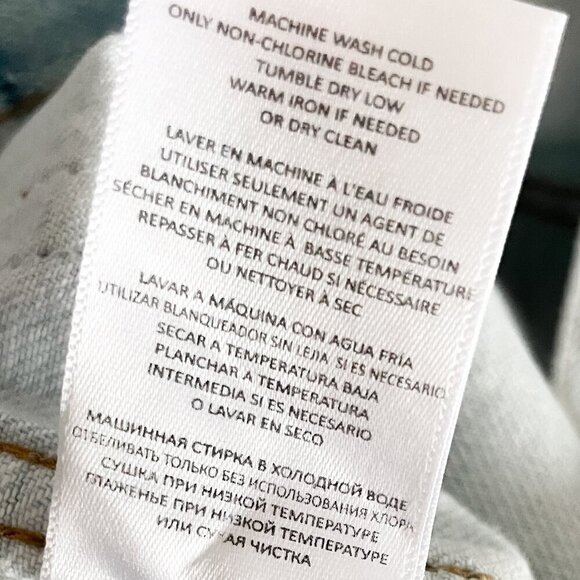 MACHINE WASH COLD
ONLY NON-CHLORINE BLEACH IF NEEDED
TUMBLE DRY LOW
WARM IRON IF NEEDED
OR DRY CLEAN
LAVER EN MACHINE À L'EAU FROIDE
UTILISER SEULEMENT UN AGENT DE
BLANCHIMENT NON CHLORÉ AU BESOIN
SÉCHER EN MACHINE À BASSE TEMPÉRATURE
REPASSER À FER CHAUD SI NÉCESSAIRE
OU NETTOYER À SEC
LAVAR A MÁQUINA CON AGUA FRÍA
UTILIZAR BLANQUEADOR SIN LEJIA, SI ES NECESARIO
SECAR A TEMPERATURA BAJA
PLANCHAR A TEMPERATURA
INTERMEDIA SI ES NECESARIO
O LAVAR EN SECO
МАШИННАЯ СТИРКА В ХОЛОДНОЙ ВОДЕ
ОТБЕЛИВАТЬ ТОЛЬКО БЕЗ ИСПОЛЬЗОВАНИЯ ХЛОРА
СУШКА ПРИ НИЗКОЙ ТЕМПЕРАТУРЕ
ГЛАЖЕНЬЕ ПРИ НИЗКОЙ ТЕМПЕРАТУРЕ
ИЛИ СУХАЯ ЧИСТКА